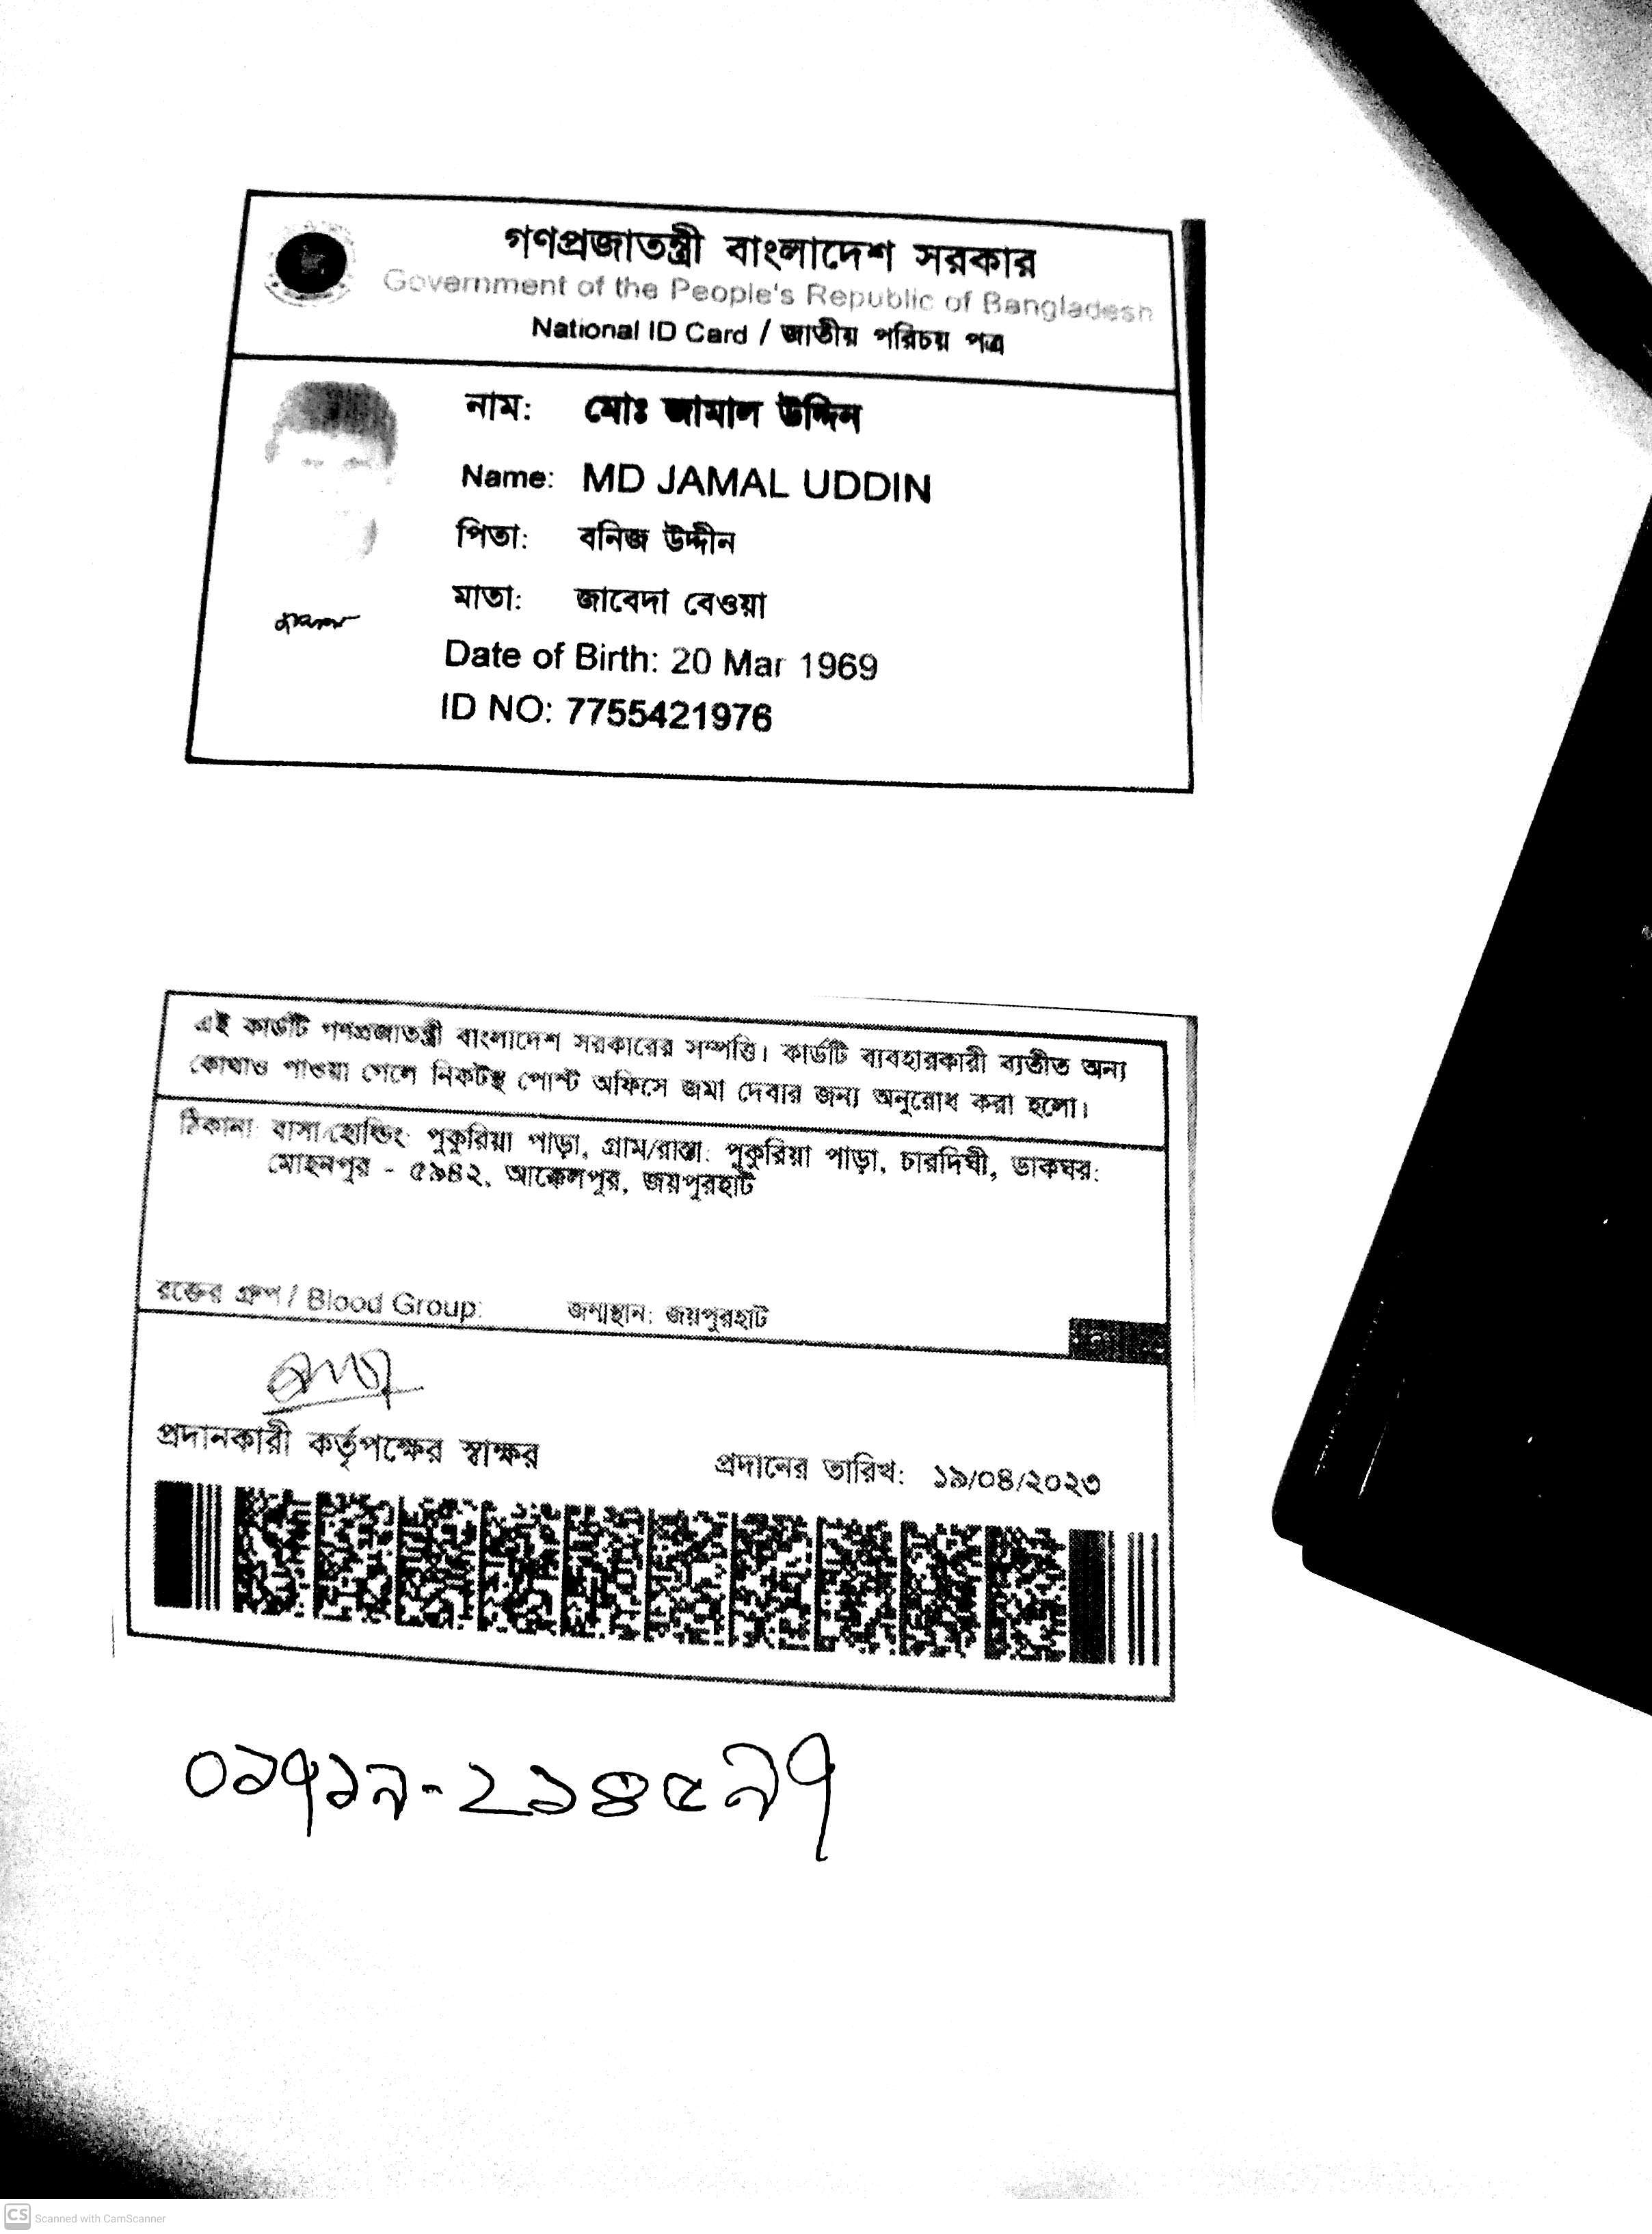 গণপ্রজাতন্ত্রী বাংলাদেশ সরকার
Government of the People's Republic of Bangladesh
National ID Card / জাতীয় পরিচয় পত্র
নাম: মোঃ জামাল উদ্দিন
Name: MD JAMAL UDDIN
পিতা: বনিজ উদ্দীন
মাতা: জাবেদা বেওয়া
Date of Birth: 20 Mar 1969
ID NO: 7755421976
এই কার্ডটি গণপ্রজাতন্ত্রী বাংলাদেশ সরকারের সম্পত্তি। কার্ডটি ব্যবহারকারী ব্যতীত অন্য
কোথাও পাওয়া গেলে নিকটস্থ পোস্ট অফিসে জমা দেবার জন্য অনুরোধ করা হলো।
ঠিকানা: বাসা/হোল্ডিং: পুকুরিয়া পাড়া, গ্রাম/রাস্তা: পুকুরিয়া পাড়া, চারদিঘী, ডাকঘর:
মোহনপুর - ৫৯৪২, আক্কেলপুর, জয়পুরহাট
রক্তের গ্রুপ / Blood Group: জন্মস্থান: জয়পুরহাট
প্রদানকারী কর্তৃপক্ষের স্বাক্ষর প্রদানের তারিখ: ১৯/০৪/২০২৩
০১৭১৯-২১৪৫৯৭
CS Scanned with CamScanner